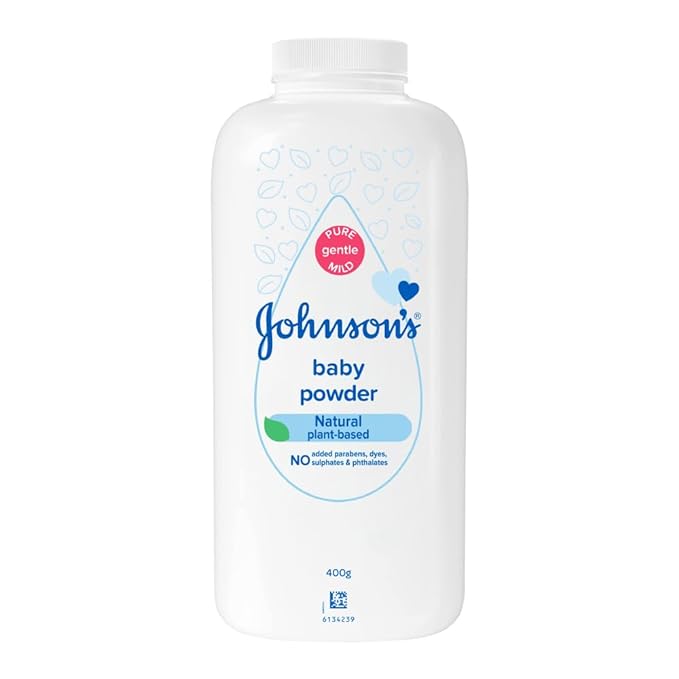 PURE
gentle
MILD
Johnson's®
baby
powder
Natural
plant-based
NO added parabens, dyes,
sulphates & phthalates
400g
6134239